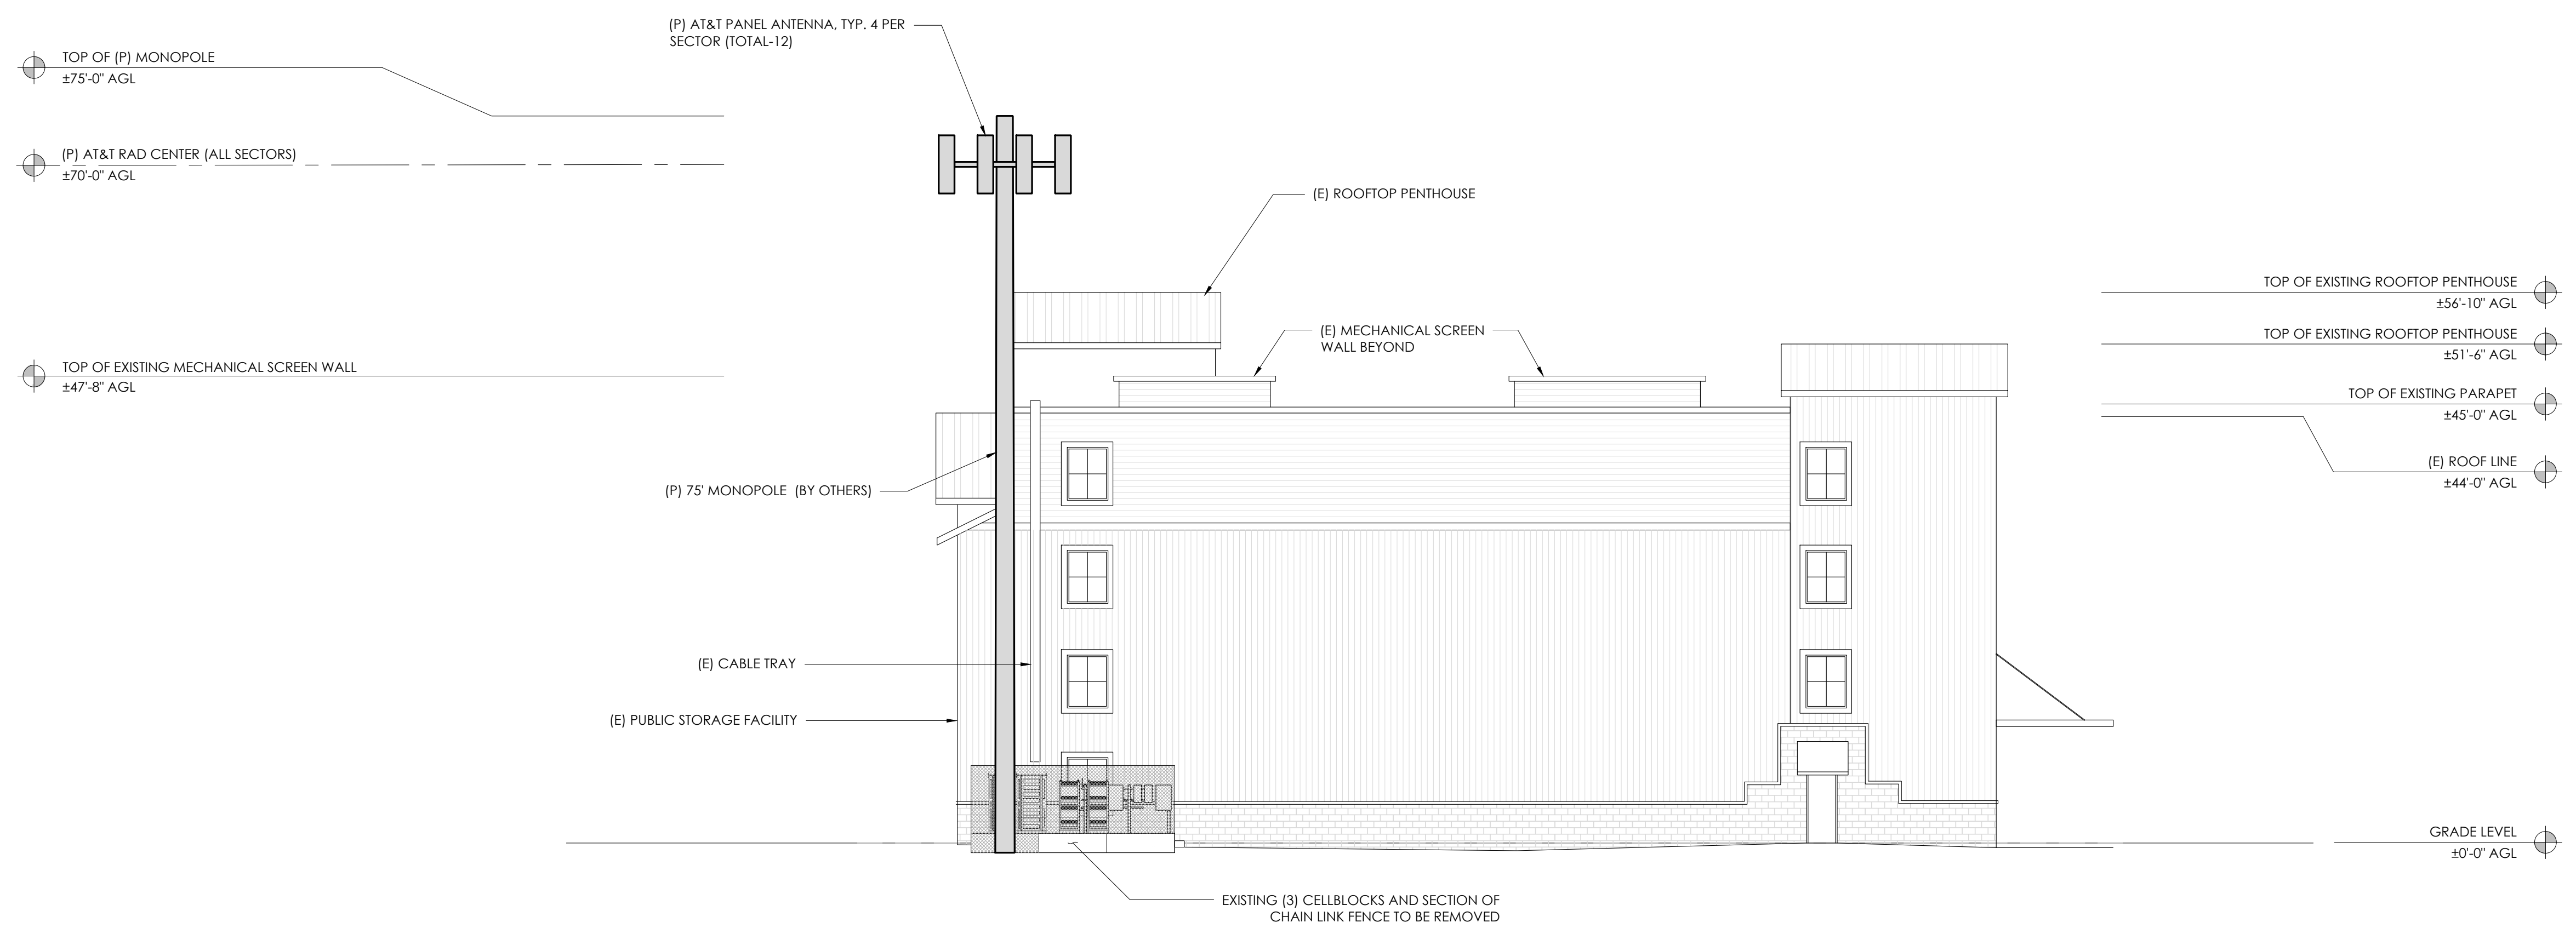 (P) AT&T PANEL ANTENNA, TYP. 4 PER
SECTOR (TOTAL-12)
TOP OF (P) MONOPOLE
±75'-0" AGL
(P) AT&T RAD CENTER (ALL SECTORS)
±70'-0" AGL
(E) ROOFTOP PENTHOUSE
TOP OF EXISTING ROOFTOP PENTHOUSE
±56'-10" AGL
(E) MECHANICAL SCREEN
WALL BEYOND
TOP OF EXISTING ROOFTOP PENTHOUSE
±51'-6" AGL
TOP OF EXISTING MECHANICAL SCREEN WALL
±47'-8" AGL
TOP OF EXISTING PARAPET
±45'-0" AGL
(E) ROOF LINE
±44'-0" AGL
(P) 75' MONOPOLE (BY OTHERS)
(E) CABLE TRAY
(E) PUBLIC STORAGE FACILITY
GRADE LEVEL
±0'-0" AGL
EXISTING (3) CELLBLOCKS AND SECTION OF
CHAIN LINK FENCE TO BE REMOVED